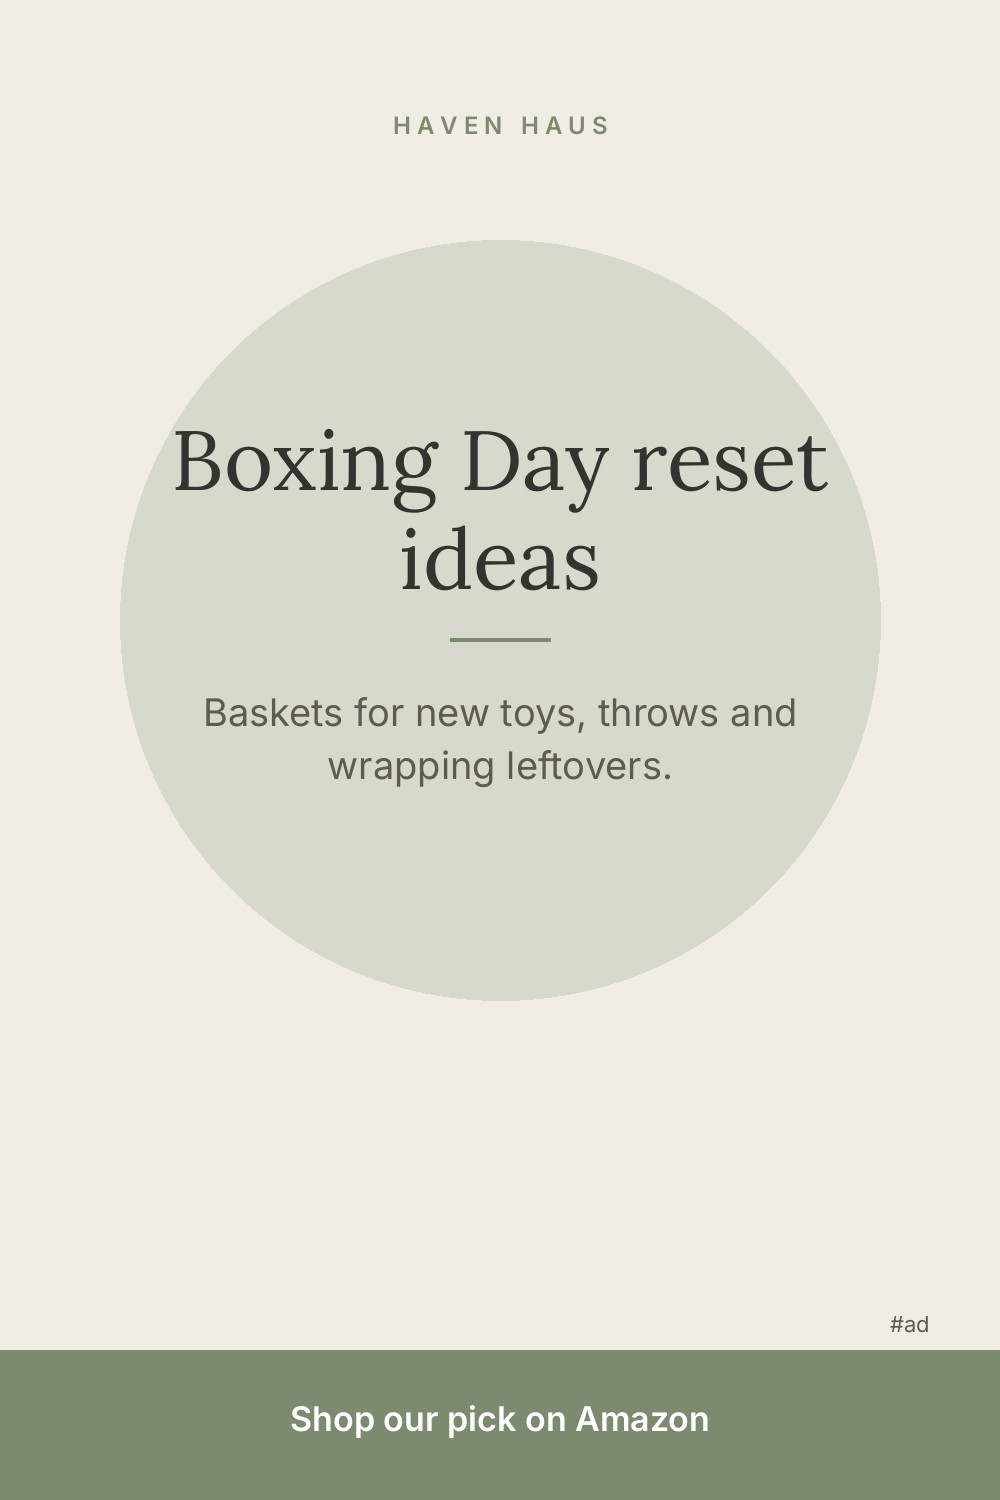 HAVEN HAUS
Boxing Day reset
ideas
Baskets for new toys, throws and
wrapping leftovers.
#ad
Shop our pick on Amazon